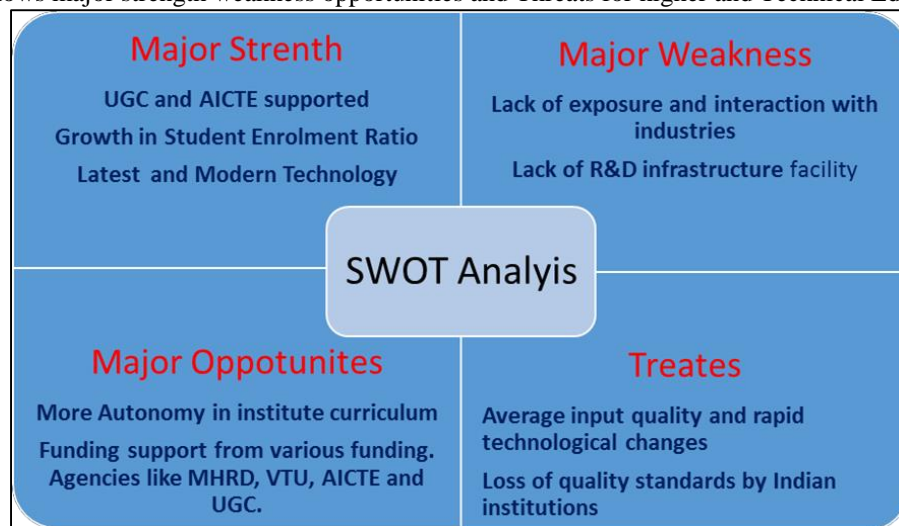 Major Strenth
UGC and AICTE supported
Growth in Student Enrolment Ratio
Latest and Modern Technology
Major Weakness
Lack of exposure and interaction with
industries
Lack of R&D infrastructure facility
SWOT Analyis
Major Oppotunites
More Autonomy in institute curriculum
Funding support from various funding.
Agencies like MHRD, VTU, AICTE and
UGC.
Treates
Average input quality and rapid
technological changes
Loss of quality standards by Indian
institutions